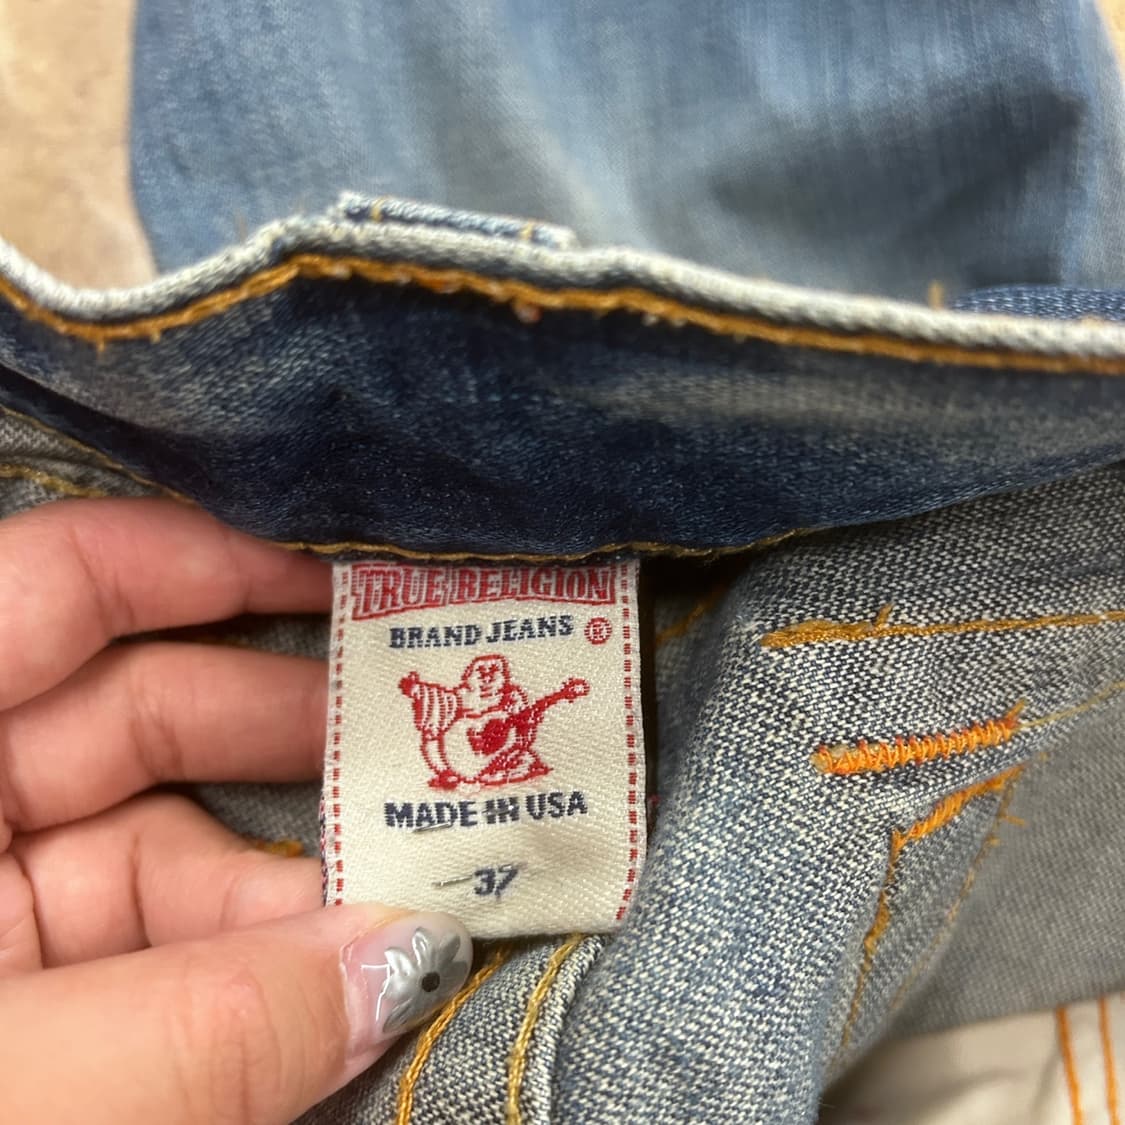 TRUE RELIGION
BRAND JEANS ®
MADE IN USA
37